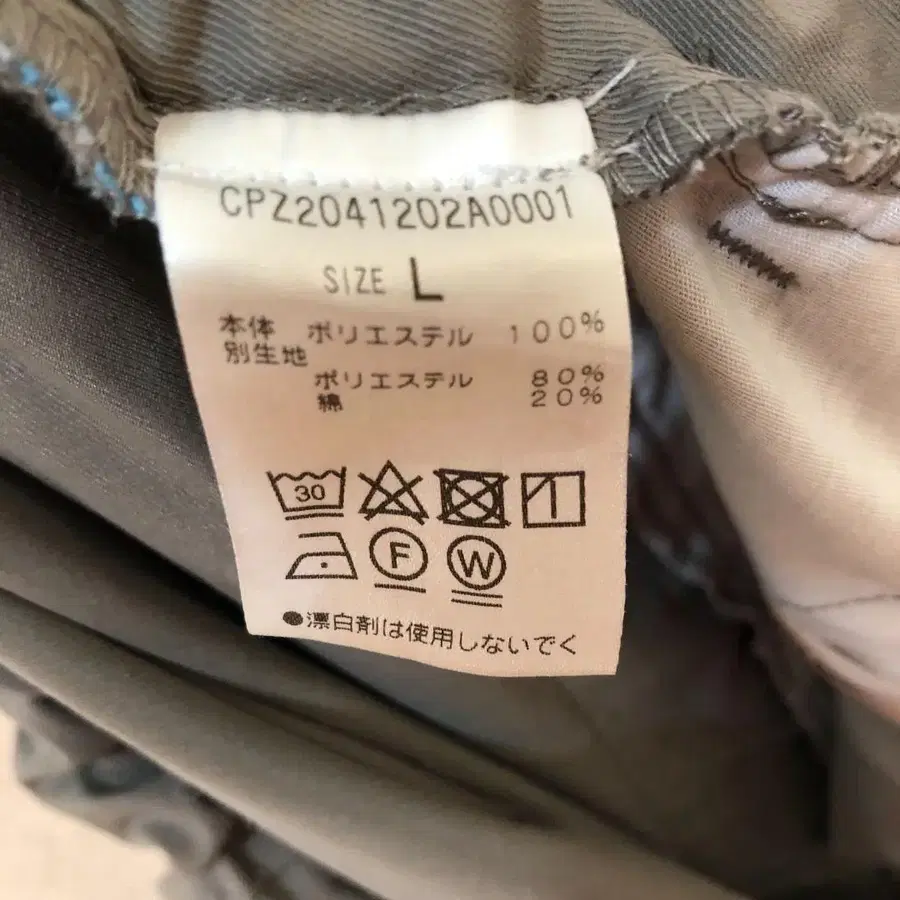 CPZ2041202A0001
SIZE L
本体 ポリエステル 100%
別生地
ポリエステル 80%
綿 20%
30
F W
●漂白剤は使用しないでく